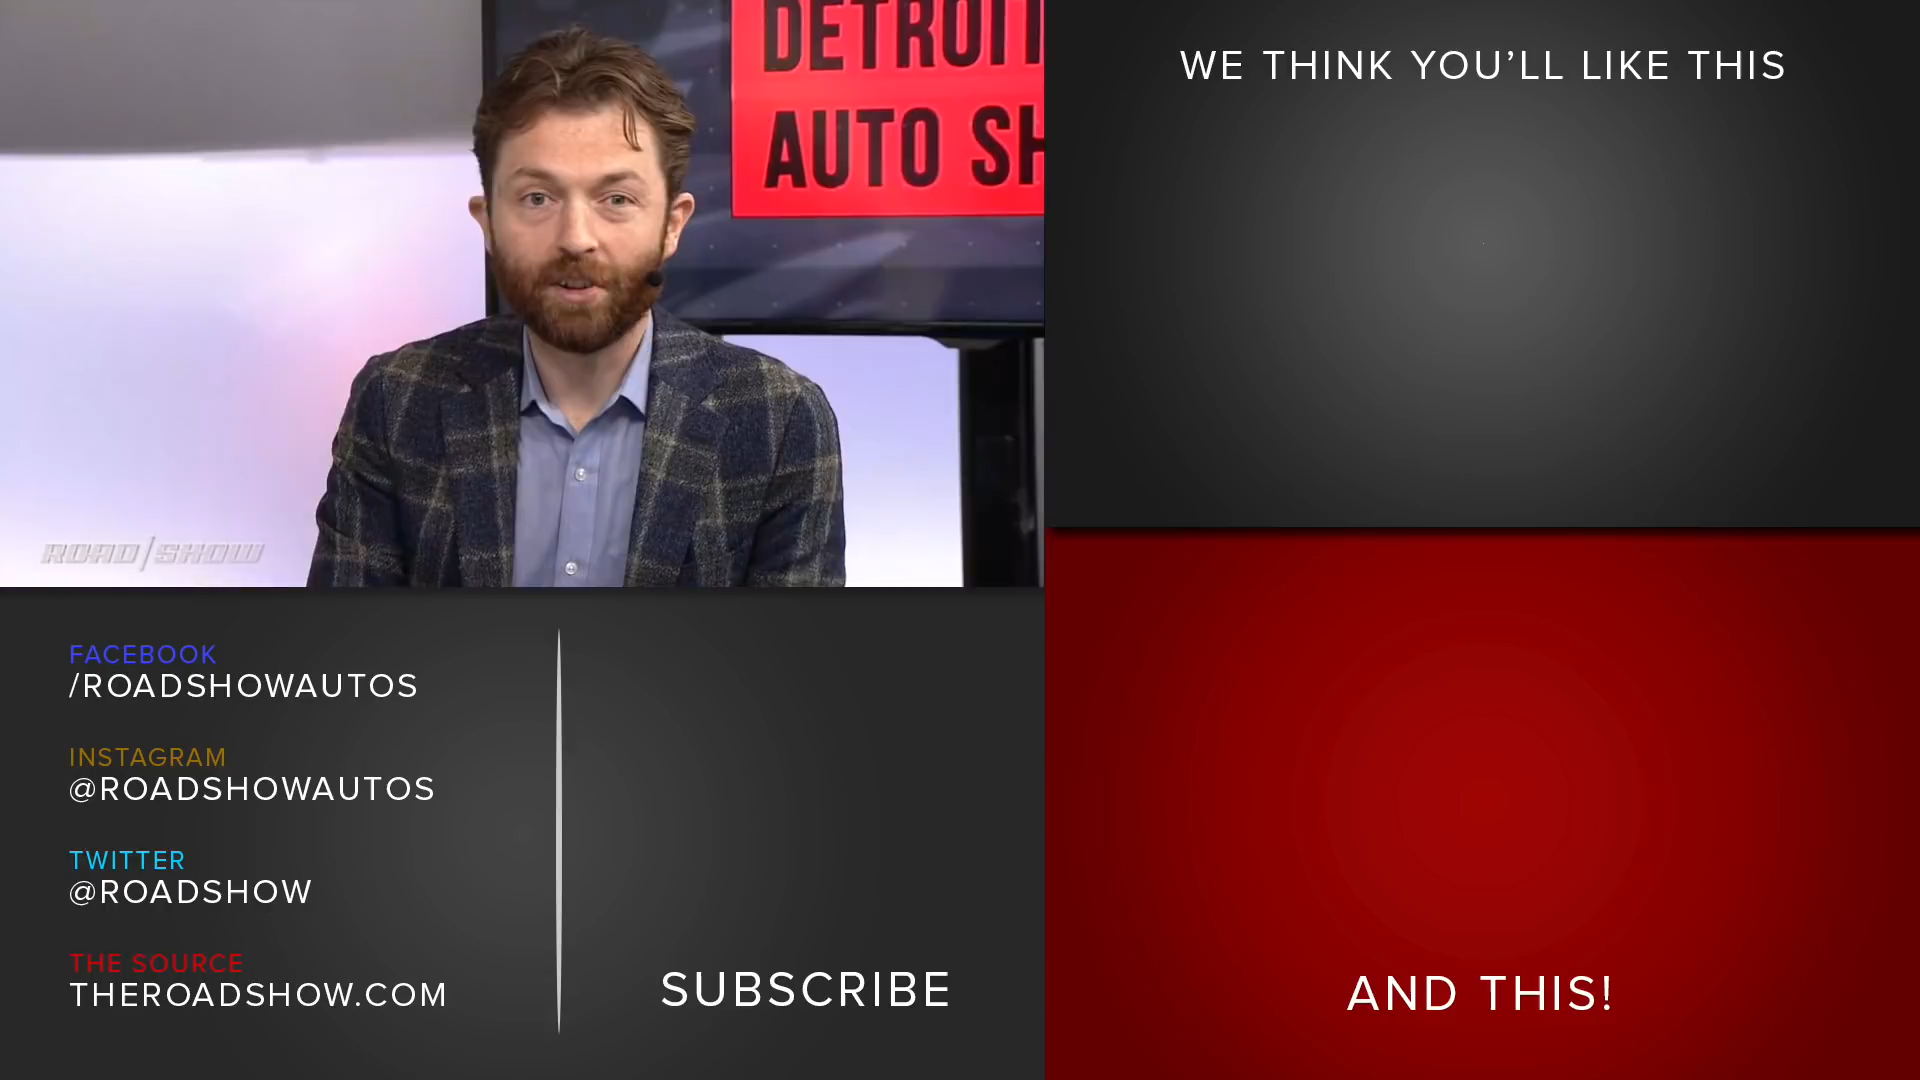 DETROIT
AUTO SH
ROAD/SHOW
FACEBOOK
/ROADSHOWAUTOS
INSTAGRAM
@ROADSHOWAUTOS
TWITTER
@ROADSHOW
THE SOURCE
THEROADSHOW.COM
SUBSCRIBE
WE THINK YOU’LL LIKE THIS
AND THIS!